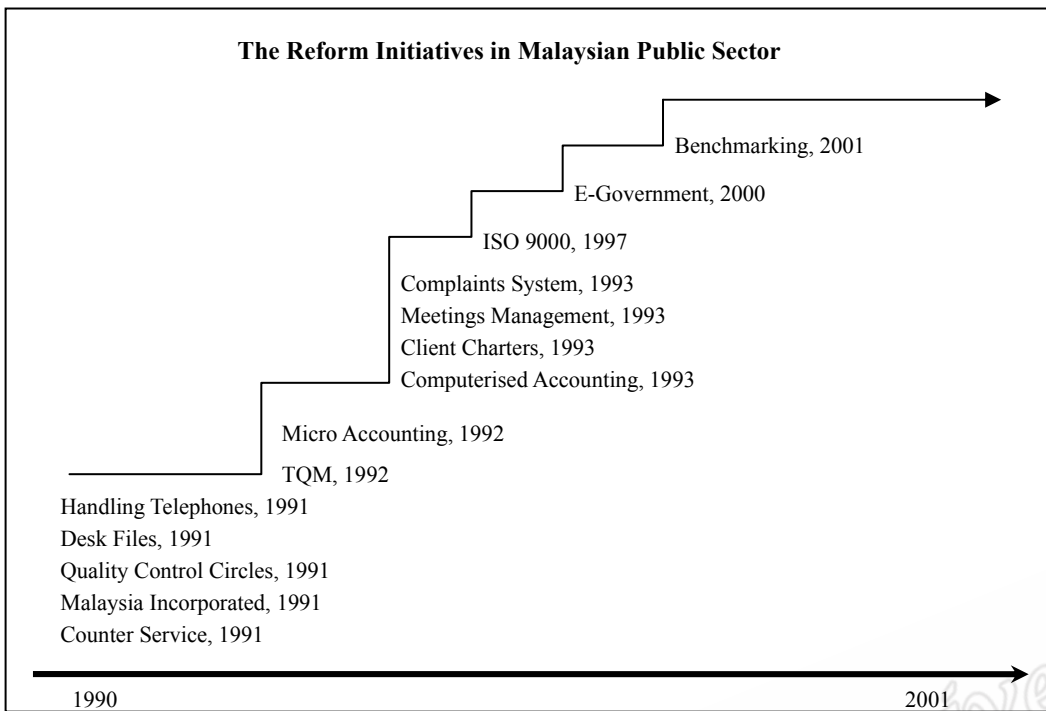 The Reform Initiatives in Malaysian Public Sector
Benchmarking, 2001
E-Government, 2000
ISO 9000, 1997
Complaints System, 1993
Meetings Management, 1993
Client Charters, 1993
Computerised Accounting, 1993
Micro Accounting, 1992
TQM, 1992
Handling Telephones, 1991
Desk Files, 1991
Quality Control Circles, 1991
Malaysia Incorporated, 1991
Counter Service, 1991
1990 2001